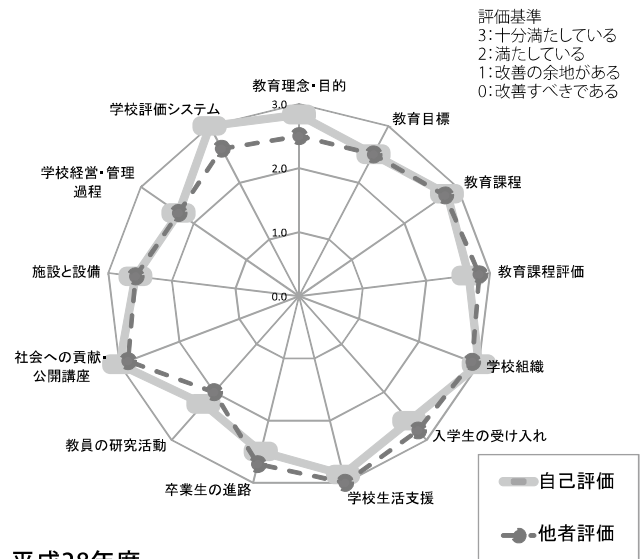 評価基準
3:十分満たしている
2:満たしている
1:改善の余地がある
0:改善すべきである
教育理念・目的
3.0
2.0
1.0
0.0
教育目標
教育課程
教育課程評価
学校組織
入学生の受け入れ
学校生活支援
卒業生の進路
教員の研究活動
社会への貢献・
公開講座
施設と設備
学校経営・管理
過程
学校評価システム
自己評価
他者評価
平成28年度